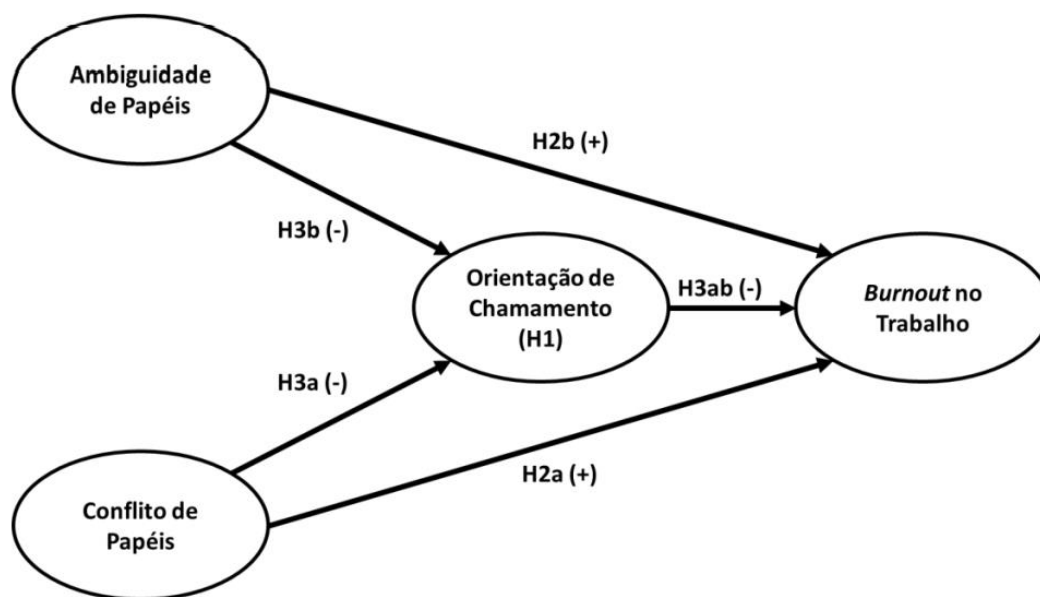 Ambiguidade
de Papéis
H2b (+)
H3b (-)
Orientação de
Chamamento
(H1)
H3ab (-)
Burnout no
Trabalho
H3a (-)
H2a (+)
Conflito de
Papéis